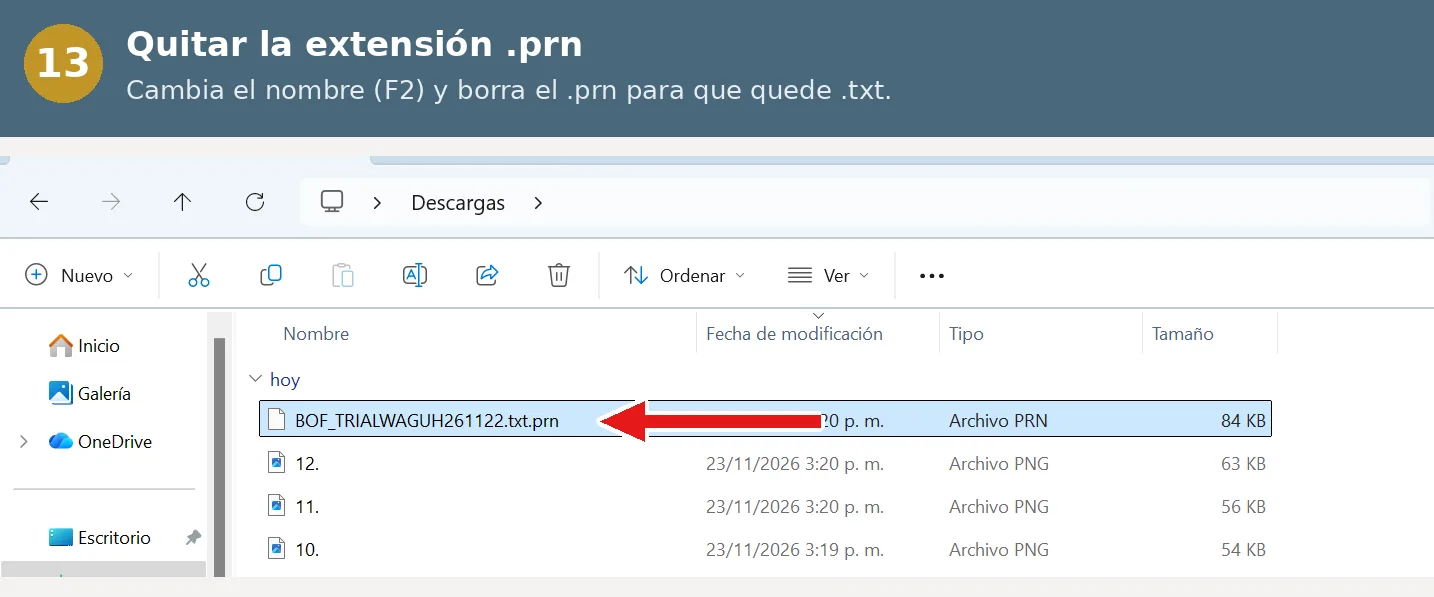 13
Quitar la extensión .prn
Cambia el nombre (F2) y borra el .prn para que quede .txt.
Descargas
Nuevo
Ordenar
Ver
Nombre
Fecha de modificación
Tipo
Tamaño
Inicio
Galería
OneDrive
Escritorio
hoy
BOF_TRIALWAGUH261122.txt.prn 20 p. m. Archivo PRN 84 KB
12. 23/11/2026 3:20 p. m. Archivo PNG 63 KB
11. 23/11/2026 3:20 p. m. Archivo PNG 56 KB
10. 23/11/2026 3:19 p. m. Archivo PNG 54 KB